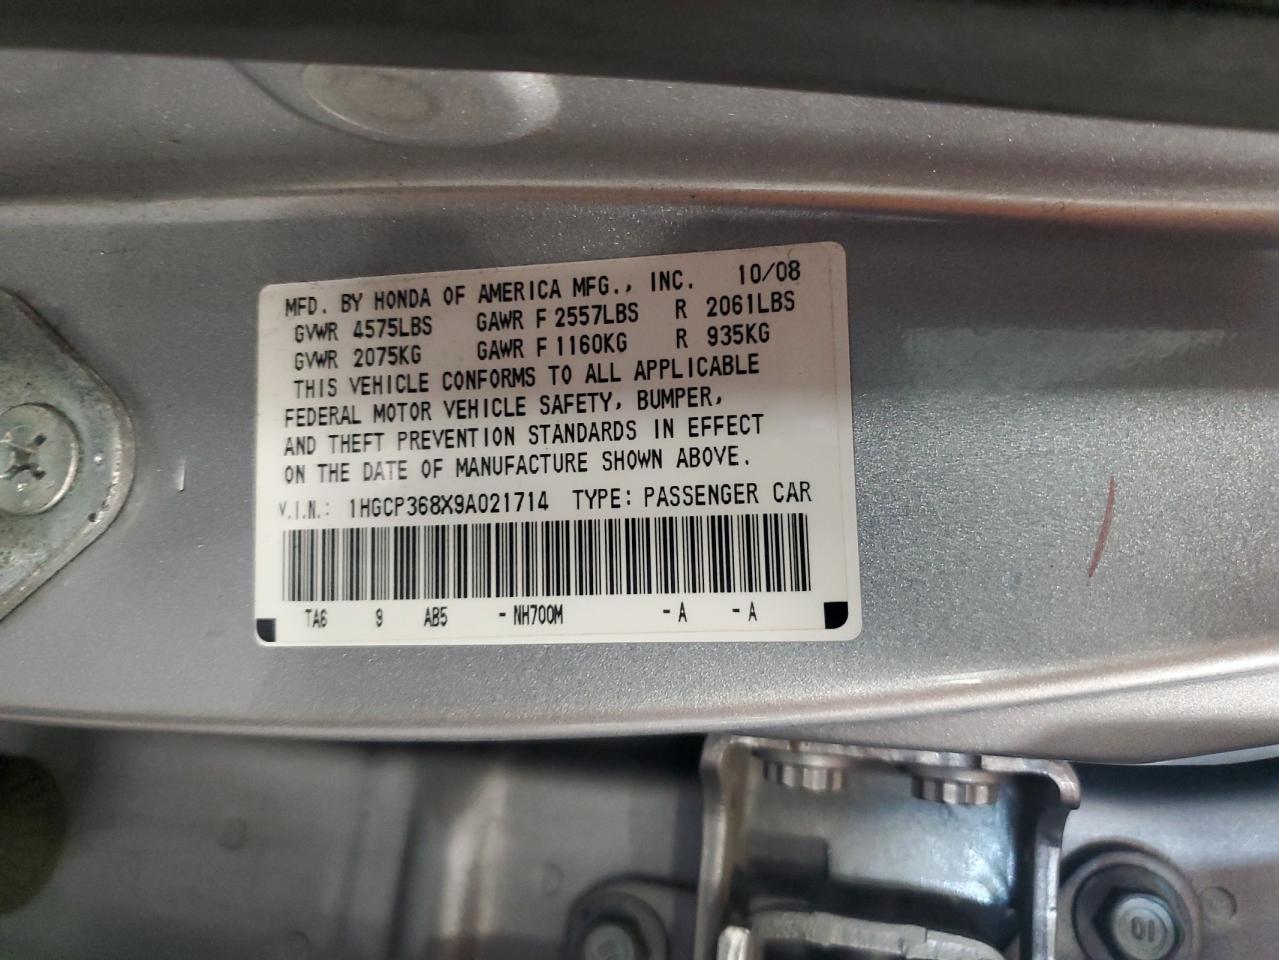 MFD. BY HONDA OF AMERICA MFG., INC. 10/08
GVWR 4575LBS GAWR F 2557LBS R 2061LBS
GVWR 2075KG GAWR F 1160KG R 935KG
THIS VEHICLE CONFORMS TO ALL APPLICABLE
FEDERAL MOTOR VEHICLE SAFETY, BUMPER,
AND THEFT PREVENTION STANDARDS IN EFFECT
ON THE DATE OF MANUFACTURE SHOWN ABOVE.
V.I.N.: 1HGCP368X9A021714 TYPE: PASSENGER CAR
TA6 9 AB5 -NH700M -A -A
10